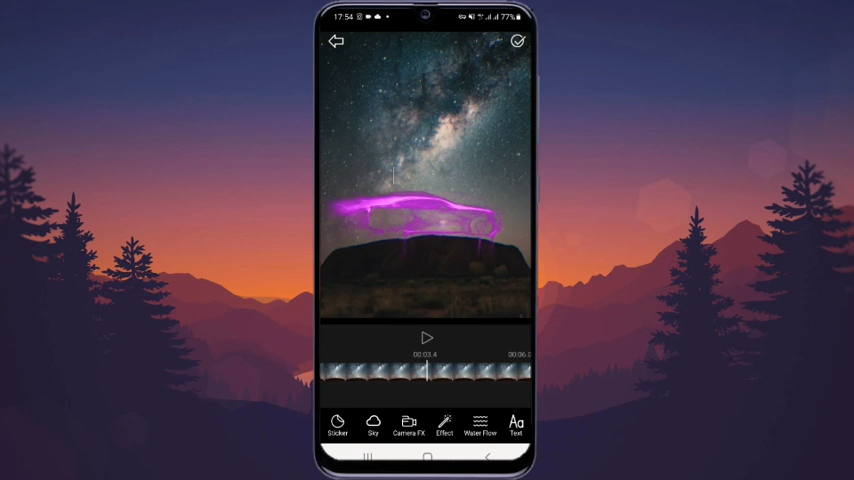 17:54
77%
00:03.4
00:06.0
Sticker
Sky
Camera FX
Effect
Water Flow
Aa
Text